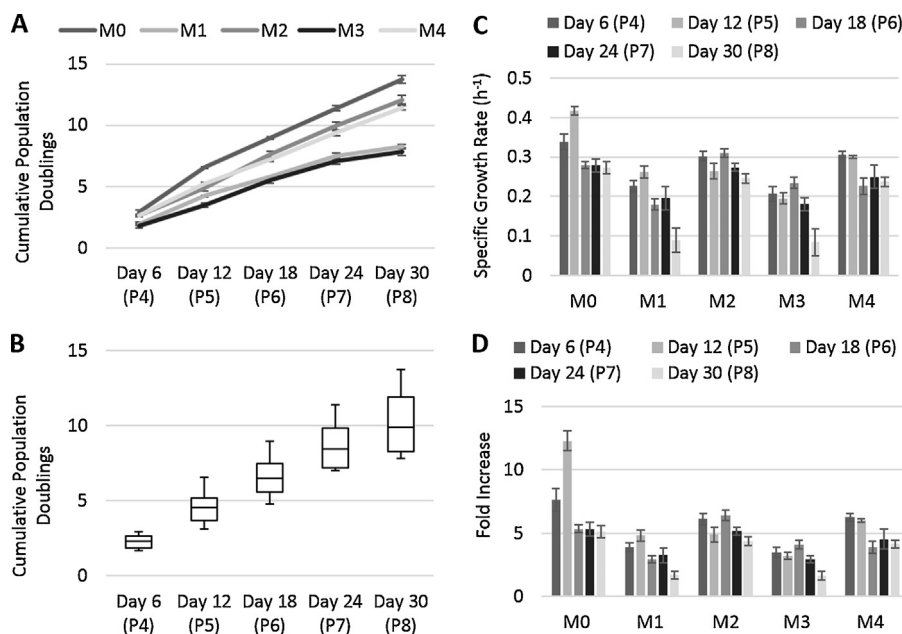 A
M0 M1 M2 M3 M4
Cumulative Population
Doublings
15
10
5
0
Day 6 Day 12 Day 18 Day 24 Day 30
(P4) (P5) (P6) (P7) (P8)
B
Cumulative Population
Doublings
15
10
5
0
Day 6 Day 12 Day 18 Day 24 Day 30
(P4) (P5) (P6) (P7) (P8)
C
Day 6 (P4) Day 12 (P5) Day 18 (P6)
Day 24 (P7) Day 30 (P8)
Specific Growth Rate (h⁻¹)
0.5
0.4
0.3
0.2
0.1
0
M0 M1 M2 M3 M4
D
Day 6 (P4) Day 12 (P5) Day 18 (P6)
Day 24 (P7) Day 30 (P8)
Fold Increase
15
10
5
0
M0 M1 M2 M3 M4